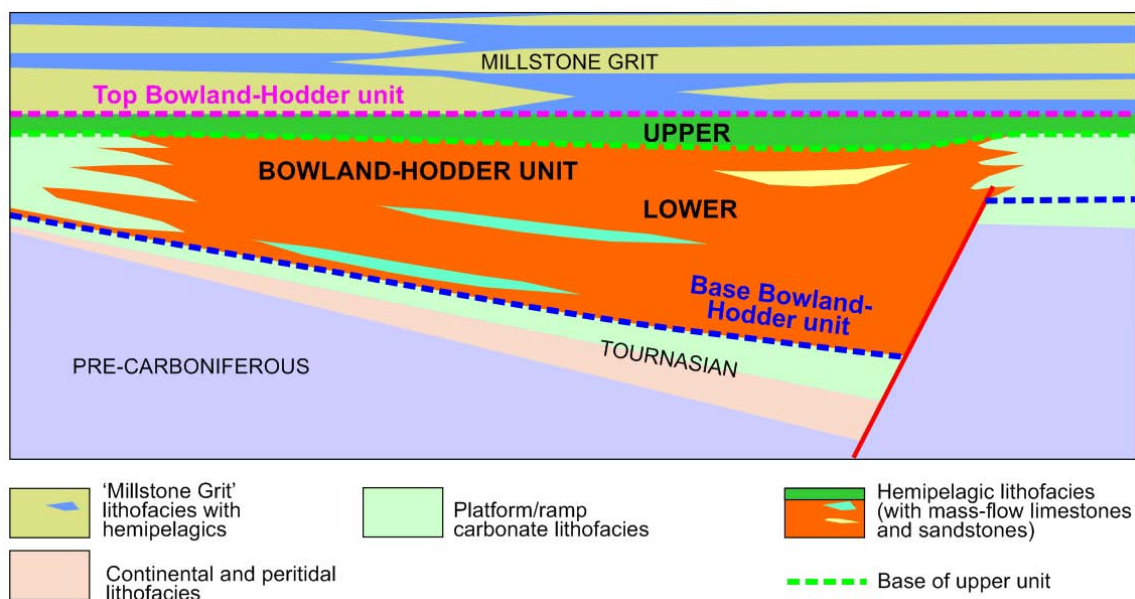 MILLSTONE GRIT
Top Bowland-Hodder unit
UPPER
BOWLAND-HODDER UNIT
LOWER
Base Bowland-
Hodder unit
TOURNASIAN
PRE-CARBONIFEROUS
'Millstone Grit'
lithofacies with
hemipelagics
Platform/ramp
carbonate lithofacies
Hemipelagic lithofacies
(with mass-flow limestones
and sandstones)
Continental and peritidal
lithofacies
Base of upper unit